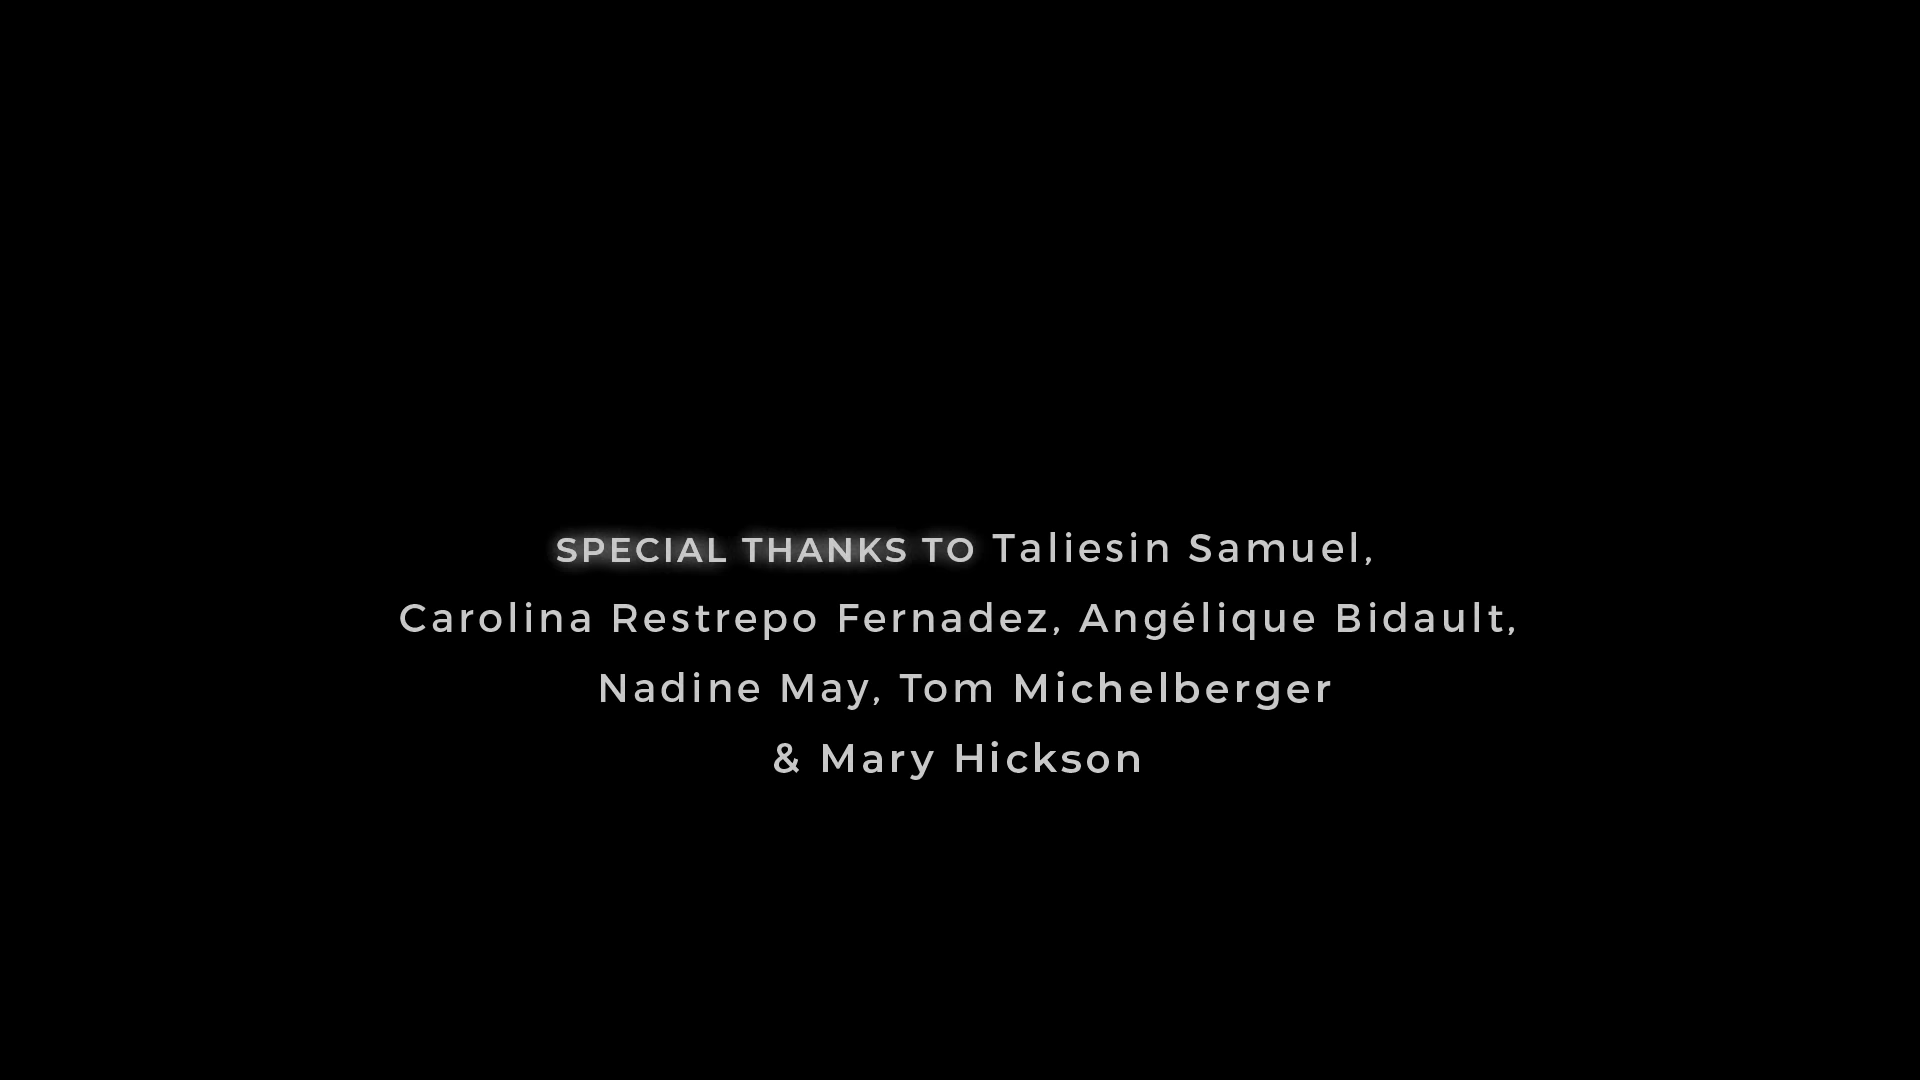 SPECIAL THANKS TO Taliesin Samuel,
Carolina Restrepo Fernadez, Angélique Bidault,
Nadine May, Tom Michelberger
& Mary Hickson